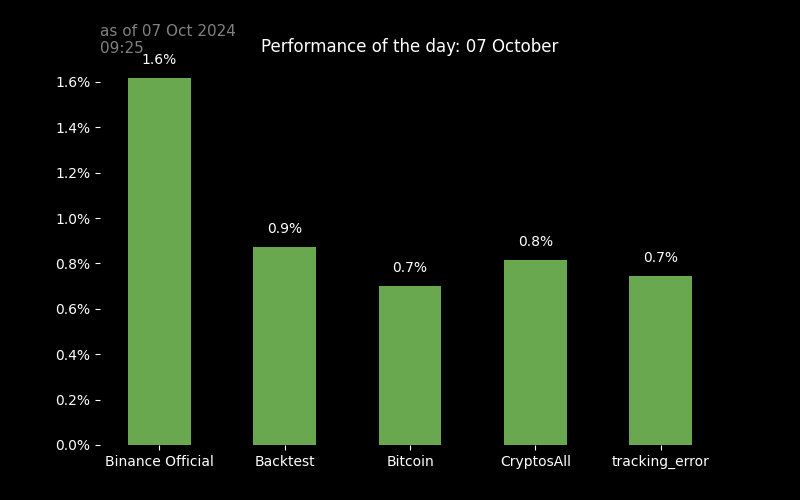 as of 07 Oct 2024
09:25
Performance of the day: 07 October
1.6%
1.6%
1.4%
1.2%
1.0%
0.9%
0.8%
0.8%
0.7%
0.7%
0.6%
0.4%
0.2%
0.0%
Binance Official
Backtest
Bitcoin
CryptosAll
tracking_error